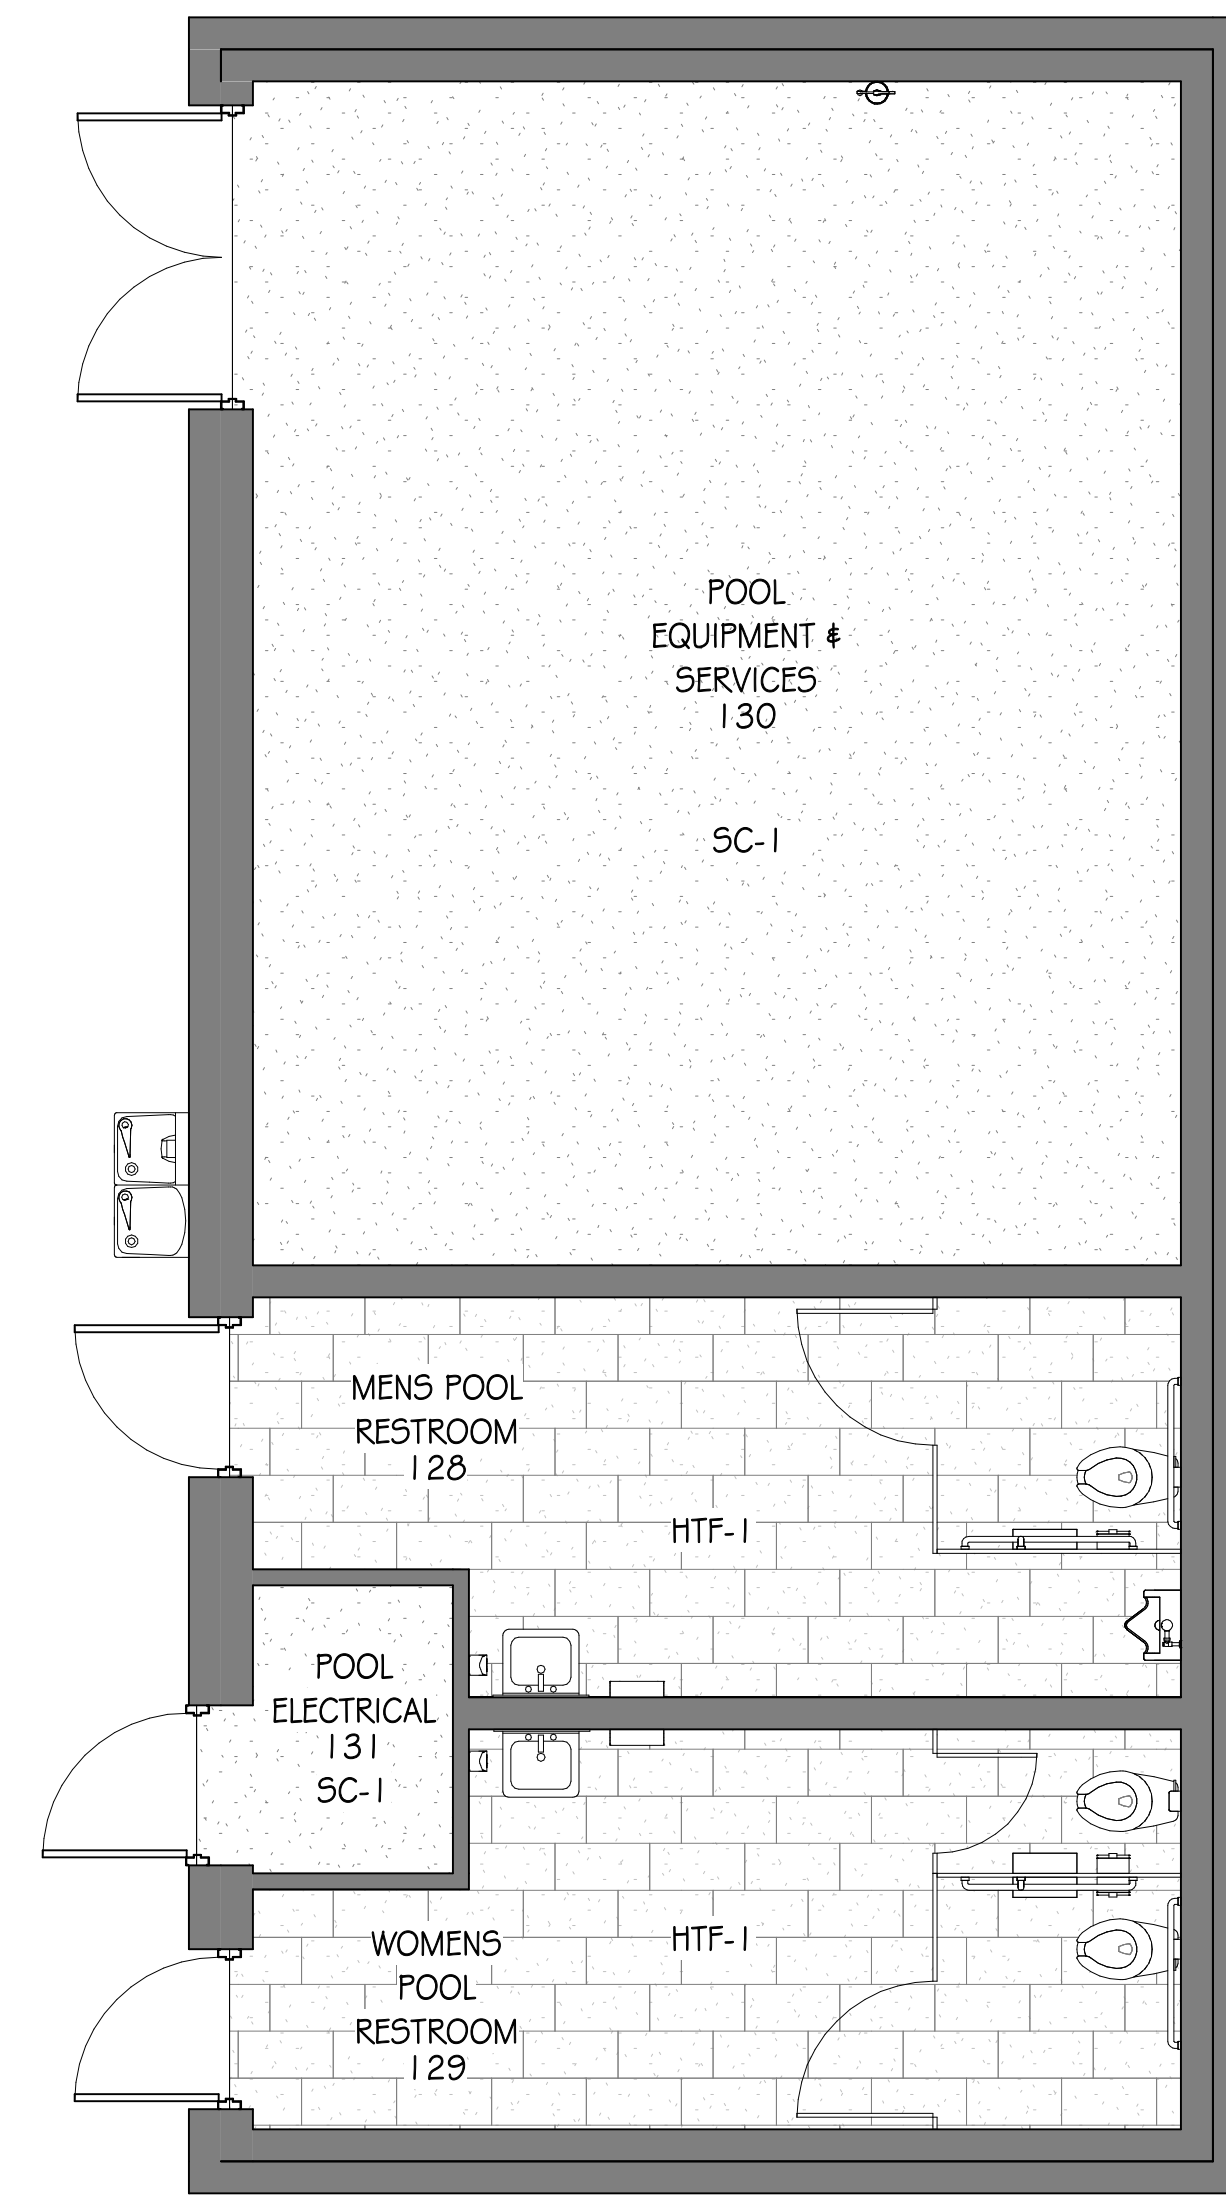 POOL
EQUIPMENT &
SERVICES
130
SC-1
MENS POOL
RESTROOM
128
HTF-1
POOL
ELECTRICAL
131
SC-1
WOMENS
POOL
RESTROOM
129
HTF-1